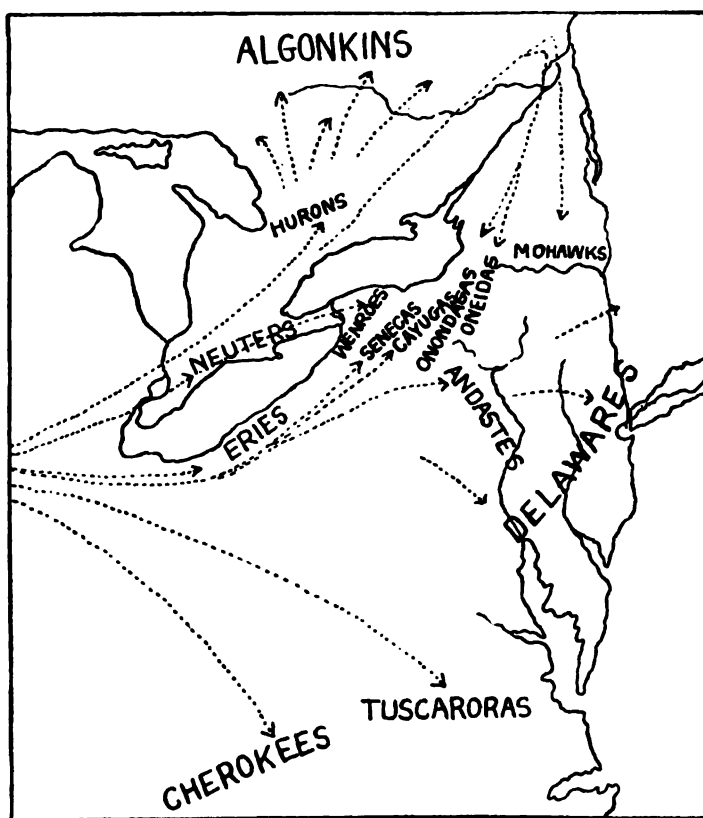 ALGONKINS
HURONS
MOHAWKS
NEUTERS
WENROES
SENECAS
CAYUGAS
ONONDAGAS
ONEIDAS
ERIES
ANDASTES
DELAWARES
TUSCARORAS
CHEROKEES